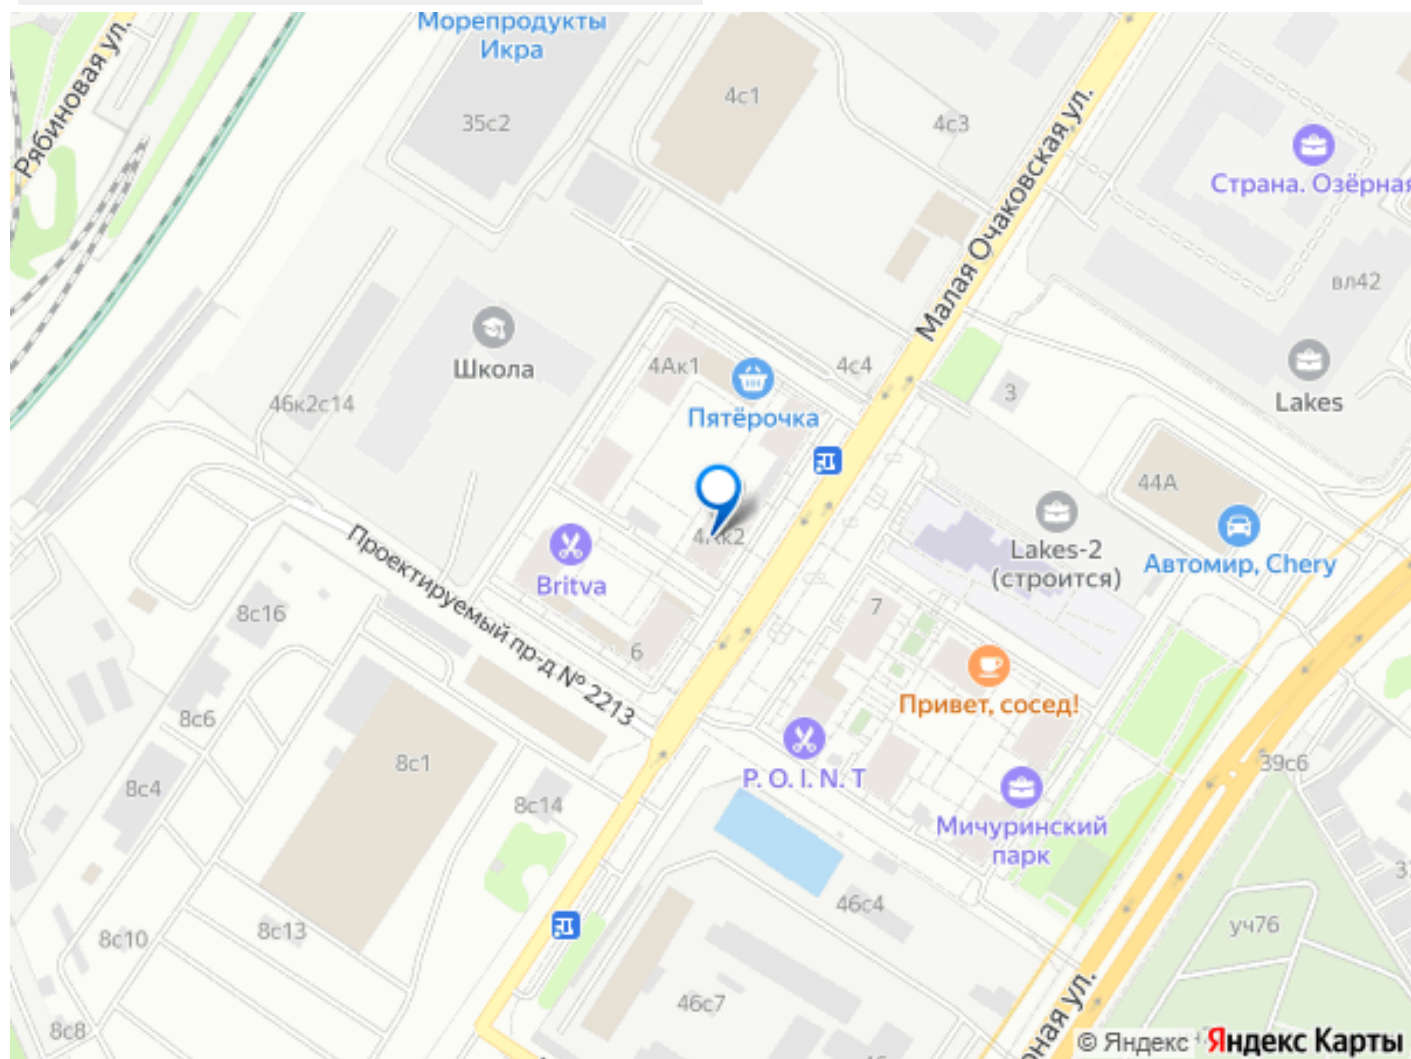 Морепродукты
Икра
Рябиновая ул.
35с2
4с1
4с3
Малая Очаковская ул.
Страна. Озёрная
вл42
Школа
4Ак1
Пятёрочка
4с4
3
Lakes
46к2с14
44А
Автомир, Chery
Lakes-2
(строится)
4Ак2
Britva
Проектируемый пр-д № 2213
8с16
7
6
Привет, сосед!
8с6
8с1
P. O. I. N. T
39с6
8с4
8с14
Мичуринский
парк
46с4
уч76
8с10
8с13
46с7
8с8
© Яндекс
Яндекс Карты